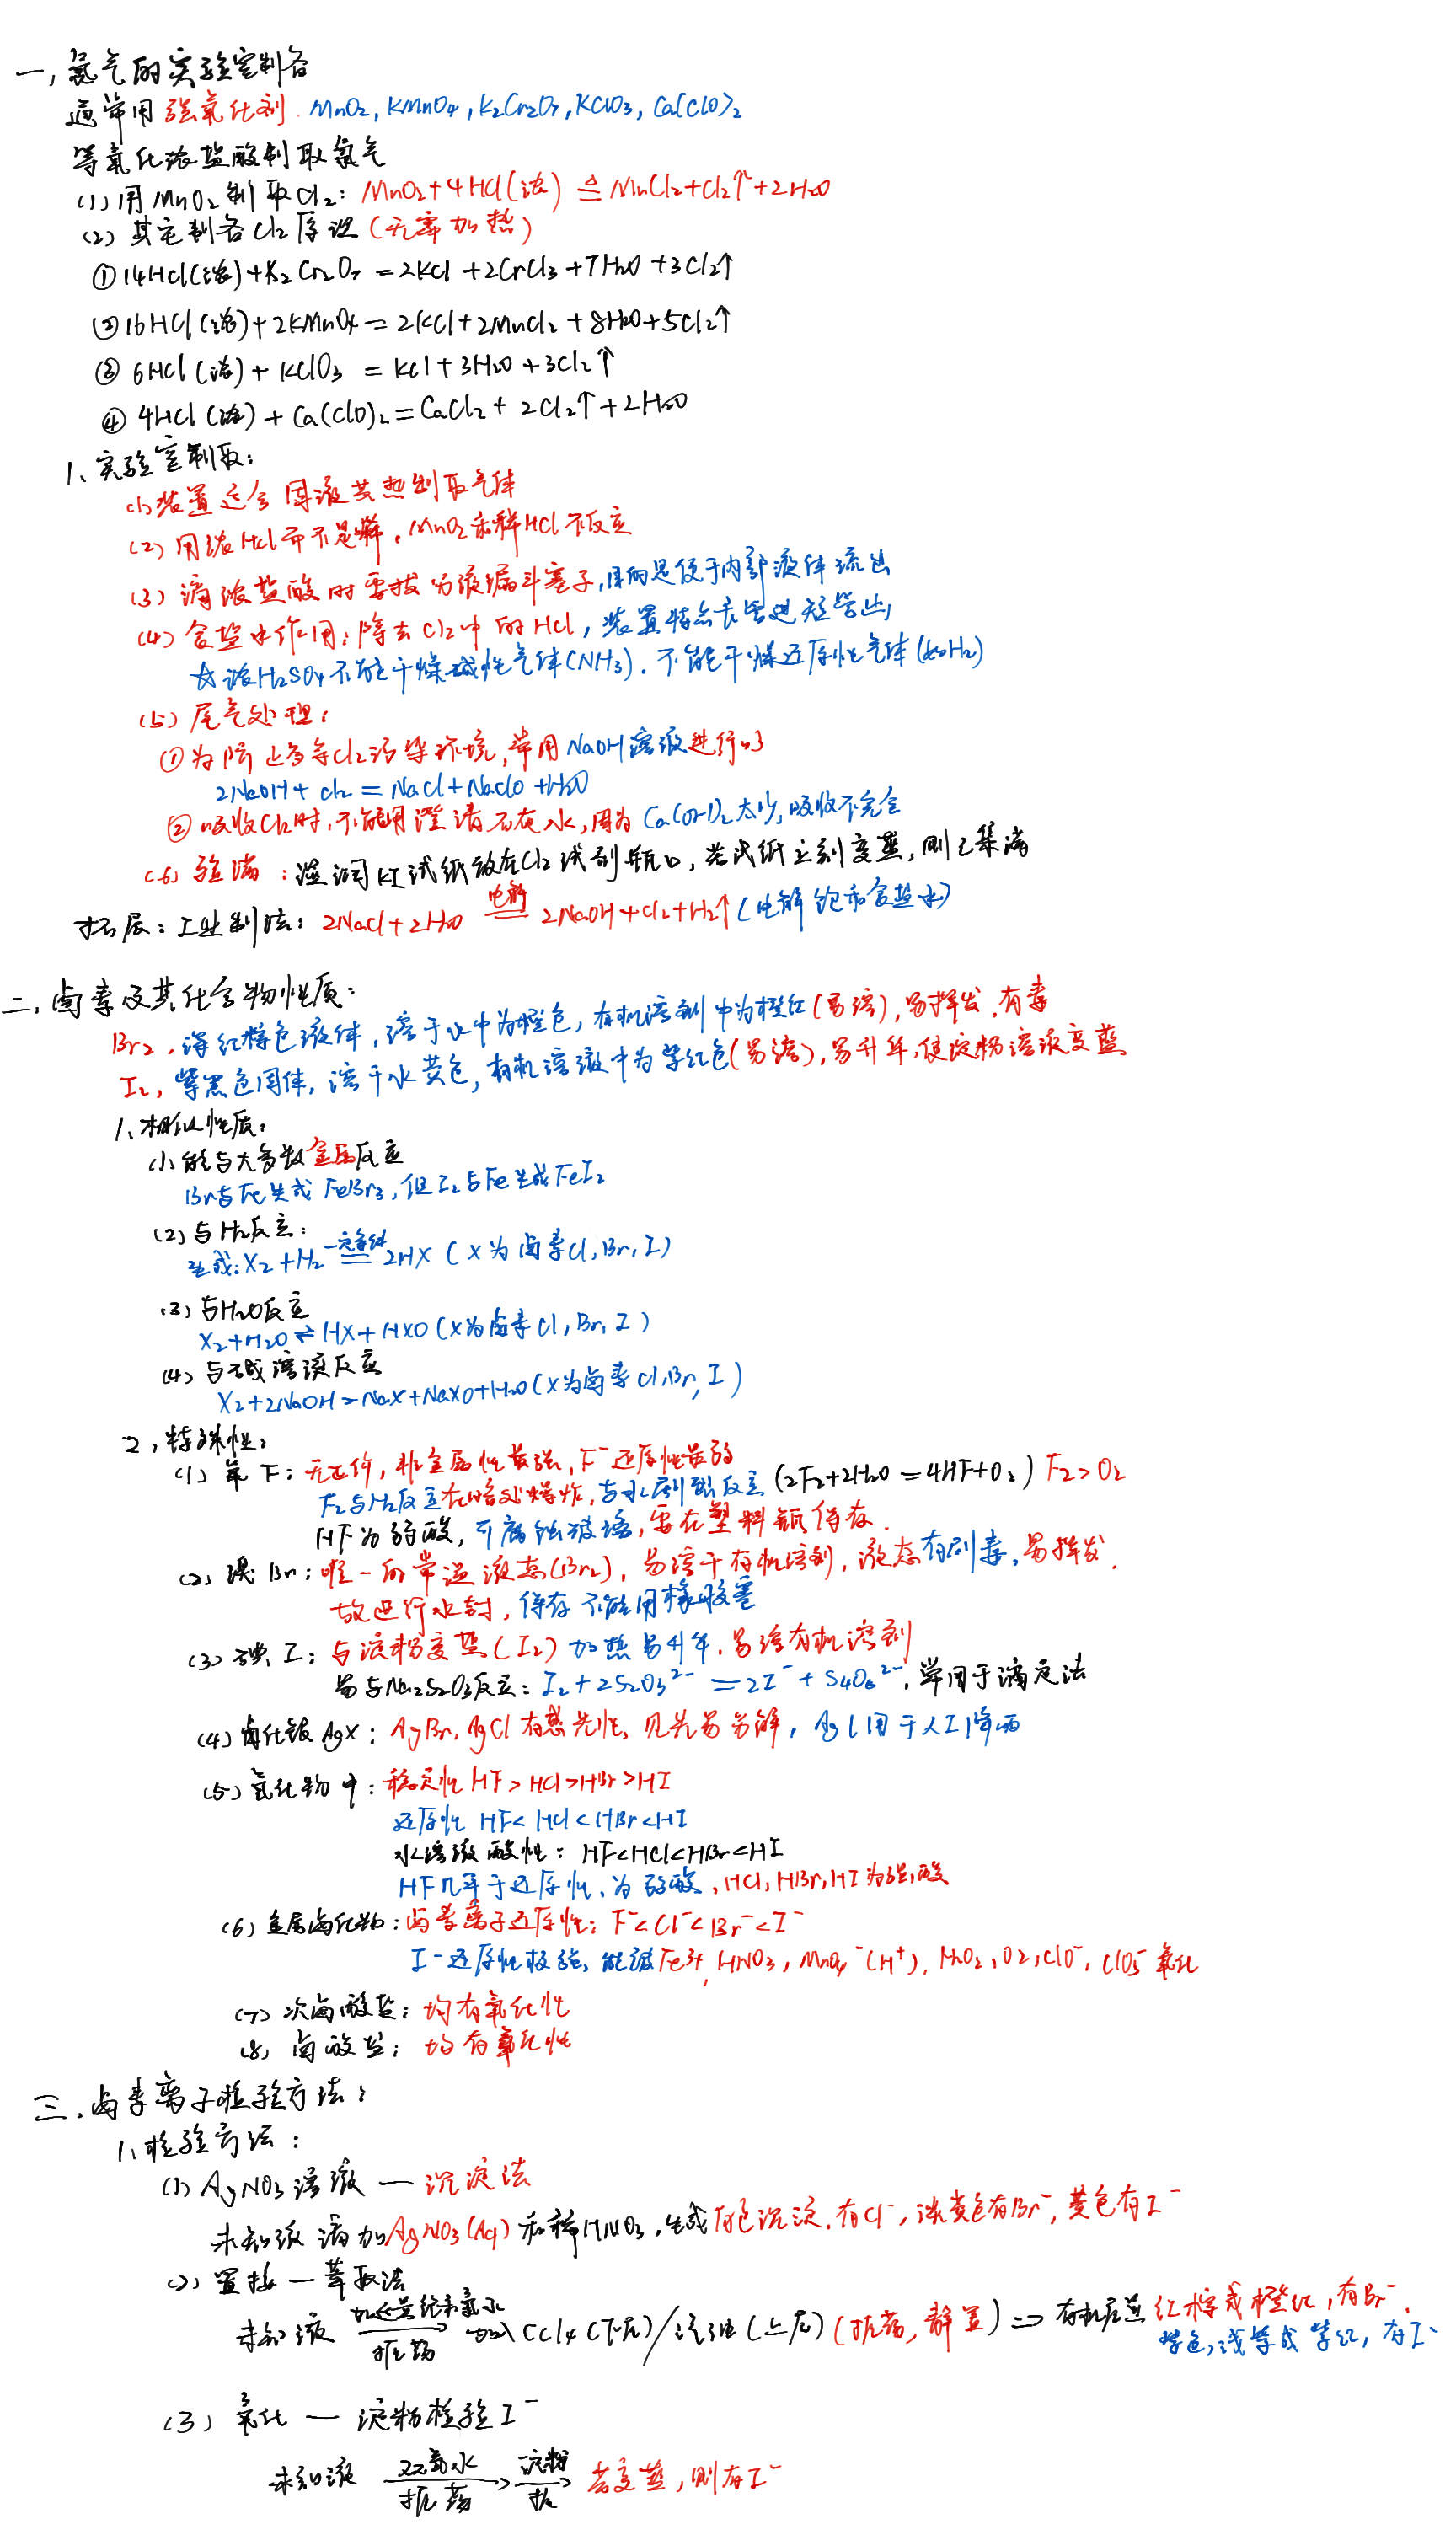 一,氯气的实验室制备
通常用强氧化剂. MnO₂,KMnO₄,K₂Cr₂O₇,KClO₃,Ca(ClO)₂
等氧化浓盐酸制取氯气
(1)用MnO₂制取Cl₂: MnO₂+4HCl(浓) ≜ MnCl₂+Cl₂↑+2H₂O
(2) 其它制备Cl₂原理(无需加热)
①14HCl(浓)+K₂Cr₂O₇=2KCl+2CrCl₃+7H₂O+3Cl₂↑
②16HCl(浓)+2KMnO₄=2KCl+2MnCl₂+8H₂O+5Cl₂↑
③ 6HCl(浓)+KClO₃=KCl+3H₂O+3Cl₂↑
④ 4HCl(浓)+Ca(ClO)₂=CaCl₂+2Cl₂↑+2H₂O
1、实验室制取:
(1)装置适合固液共热制取气体
(2) 用浓HCl而不是稀,MnO₂和稀HCl不反应
(3) 滴浓盐酸时要拔分液漏斗塞子,目的是便于内部液体流出
(4) 食盐水作用:除去Cl₂中的HCl,装置特点长管进短管出
☆浓H₂SO₄不能干燥碱性气体(NH₃).不能干燥还原性气体(如H₂)
(5) 尾气处理:
①为防止多余Cl₂污染环境,常用NaOH溶液进行吸
2NaOH+Cl₂=NaCl+NaClO+H₂O
②吸收Cl₂时,不能用澄清石灰水,因为Ca(OH)₂太少,吸收不完全
(6) 验满:湿润KI试纸放在Cl₂试剂瓶口,若试纸立刻变蓝,则已集满
拓展:工业制法:2NaCl+2H₂O 电解= 2NaOH+Cl₂+H₂↑(电解饱和食盐水)
二,卤素及其化合物性质:
Br₂,深红棕色液体,溶于水中为橙色,有机溶剂中为橙红(易溶),易挥发.有毒
I₂,紫黑色固体,溶于水黄色,有机溶液中为紫红色(易溶),易升华,使淀粉溶液变蓝
1、相似性质:
(1)能与大多数金属反应
Br与Fe生成FeBr₃,但I₂与Fe生成FeI₂
(2)与H₂反应:
生成:X₂+H₂ 一定条件= 2HX (X为卤素Cl,Br,I)
(3)与H₂O反应
X₂+H₂O⇌HX+HXO(X为卤素Cl,Br,I)
(4)与碱溶液反应
X₂+2NaOH=NaX+NaXO+H₂O(X为卤素Cl,Br,I)
2,特殊性:
(1)氟 F:无正价,非金属性最强,F⁻还原性最弱
F₂与H₂反应在暗处爆炸,与水剧烈反应(2F₂+2H₂O=4HF+O₂) F₂>O₂
HF为弱酸,可腐蚀玻璃,要在塑料瓶保存.
(2)溴 Br:唯一的常温液态(Br₂),易溶于有机溶剂,液态有剧毒,易挥发.
故进行水封,保存不能用橡胶塞
(3)碘 I:与淀粉变蓝(I₂)加热易升华.易溶有机溶剂
易与Na₂S₂O₃反应:I₂+2S₂O₃²⁻=2I⁻+S₄O₆²⁻,常用于滴定法
(4)卤化银AgX:AgBr,AgCl有感光性,见光易分解,AgI用于人工降雨
(5)氢化物中:稳定性HF>HCl>HBr>HI
还原性 HF<HCl<HBr<HI
水溶液酸性:HF<HCl<HBr<HI
HF几乎于还原性,为弱酸,HCl,HBr,HI为强酸
(6)金属卤化物:卤素离子还原性:F⁻<Cl⁻<Br⁻<I⁻
I⁻还原性极强,能被Fe³⁺,HNO₃,MnO₄⁻(H⁺),MnO₂,O₂,ClO⁻,ClO₃⁻氧化
(7)次卤酸盐:均有氧化性
(8)卤酸盐:均有氧化性
三.卤素离子检验方法:
1、检验方法:
(1)AgNO₃溶液—沉淀法
未知液滴加AgNO₃(Aq)和稀HNO₃,生成白色沉淀.有Cl⁻,淡黄色有Br⁻,黄色有I⁻
(2)置换—萃取法
未知液 加适量饱和氯水 振荡 加入 CCl₄(下层)/汽油(上层)(振荡,静置)⇒有机层呈红棕或橙红,有Br⁻.
紫色,浅紫或紫红,有I⁻
(3)氧化—淀粉检验I⁻
未知液 双氧水 振荡 淀粉 振 若变蓝,则有I⁻